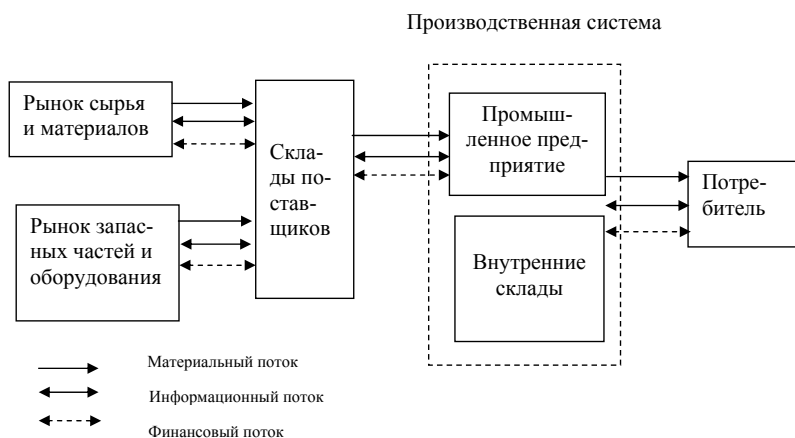 Производственная система
Рынок сырья
и материалов
Рынок запас-
ных частей и
оборудования
Скла-
ды по-
став-
щиков
Промыш-
ленное пред-
приятие
Внутренние
склады
Потре-
битель
Материальный поток
Информационный поток
Финансовый поток